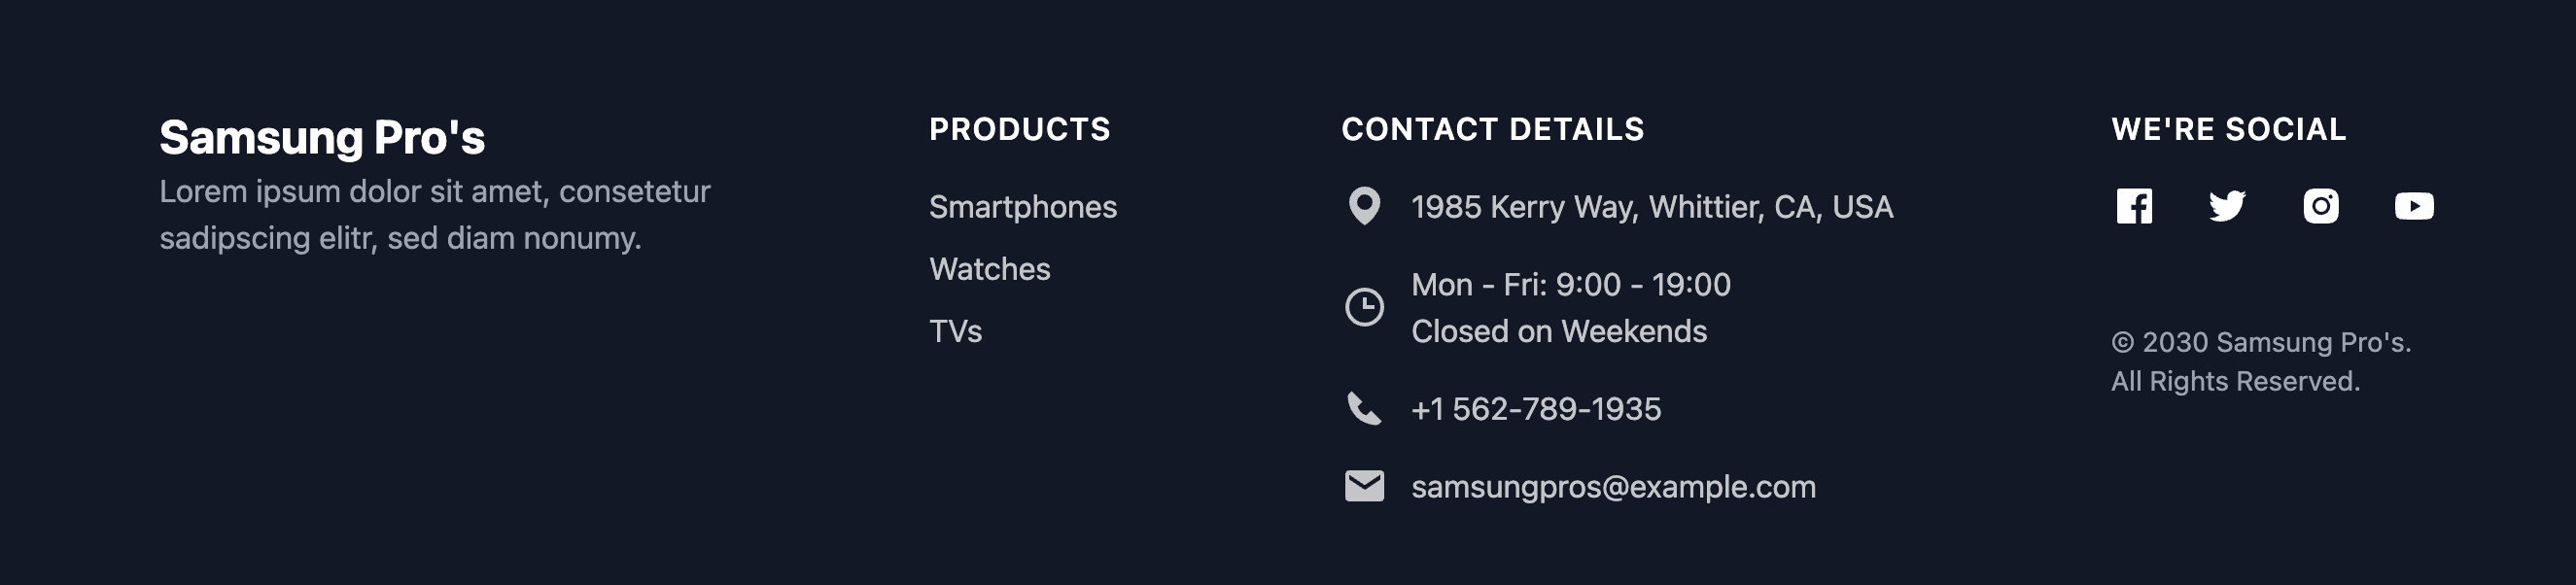 Samsung Pro's
Lorem ipsum dolor sit amet, consetetur
sadipscing elitr, sed diam nonumy.
PRODUCTS
Smartphones
Watches
TVs
CONTACT DETAILS
1985 Kerry Way, Whittier, CA, USA
Mon - Fri: 9:00 - 19:00
Closed on Weekends
+1 562-789-1935
samsungpros@example.com
WE'RE SOCIAL
© 2030 Samsung Pro's.
All Rights Reserved.